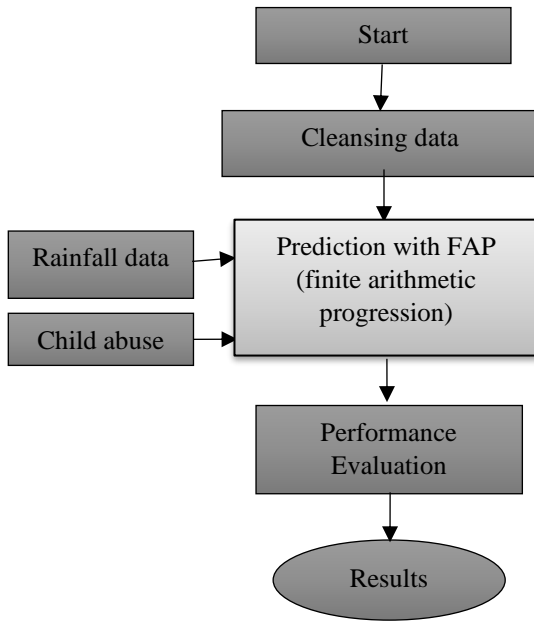 Start
Cleansing data
Rainfall data
Prediction with FAP
(finite arithmetic
progression)
Child abuse
Performance
Evaluation
Results